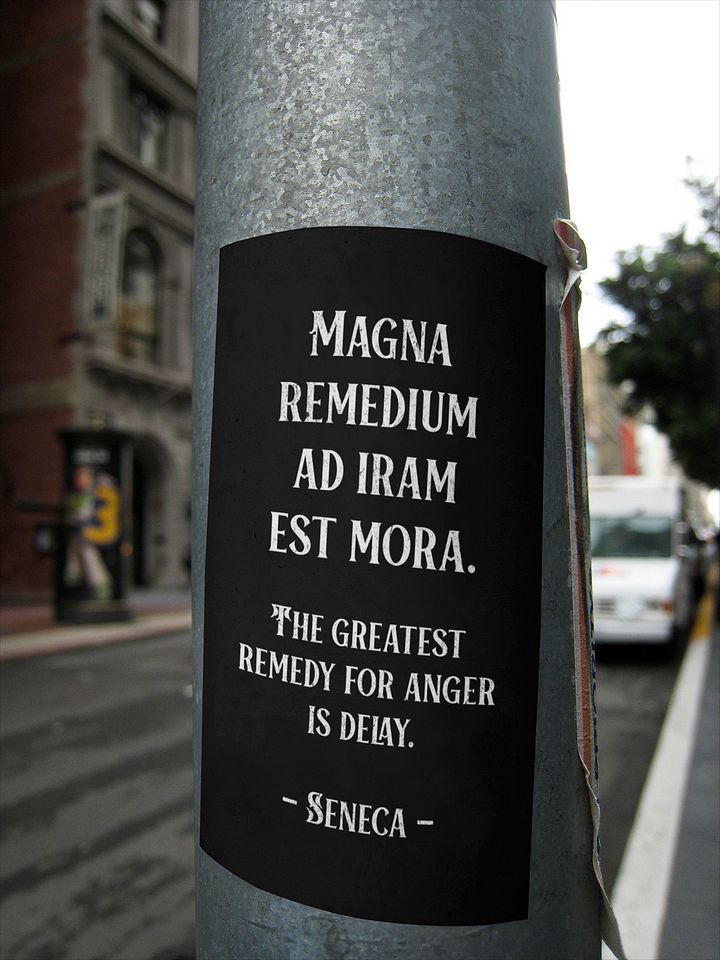 Magna
remedium
ad iram
est mora.
The greatest
remedy for anger
is delay.
- Seneca -